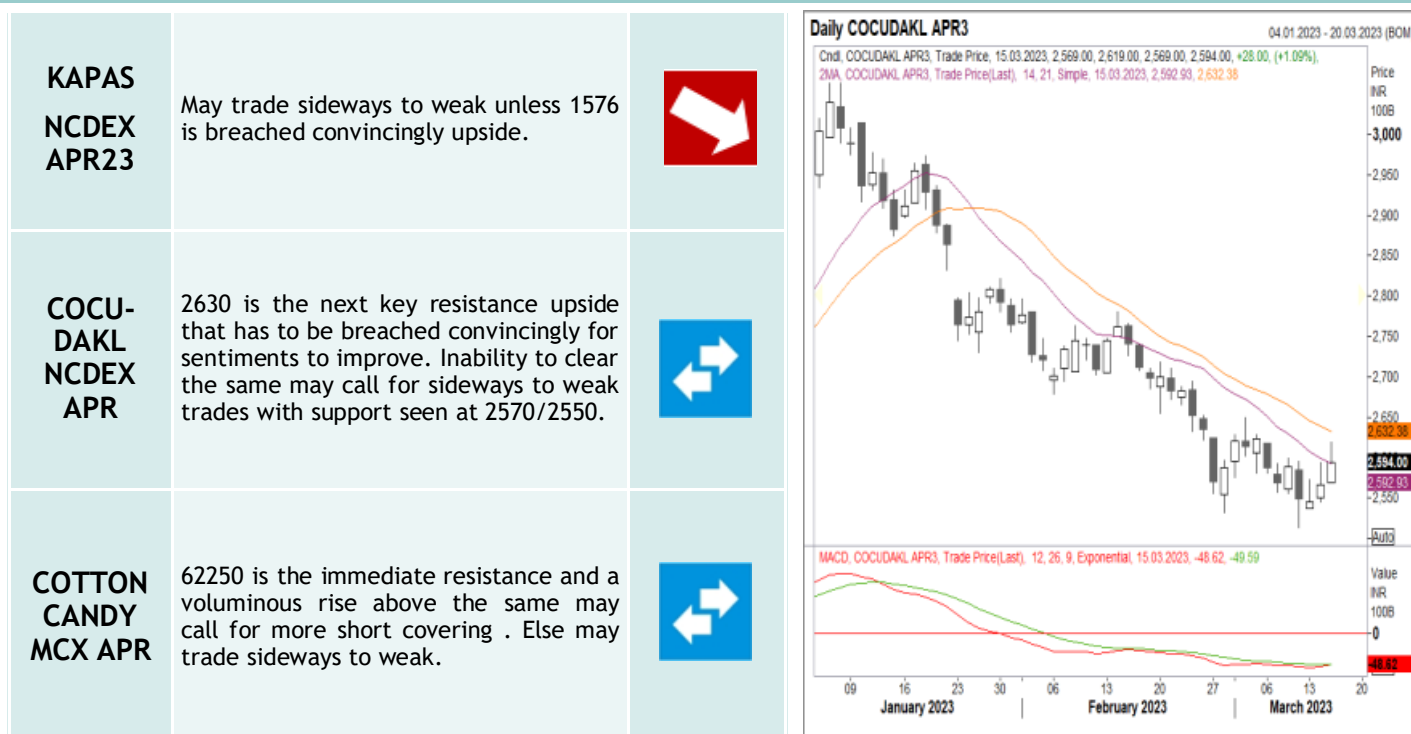 KAPAS
NCDEX
APR23
May trade sideways to weak unless 1576
is breached convincingly upside.
COCU-
DAKL
NCDEX
APR
2630 is the next key resistance upside
that has to be breached convincingly for
sentiments to improve. Inability to clear
the same may call for sideways to weak
trades with support seen at 2570/2550.
COTTON
CANDY
MCX APR
62250 is the immediate resistance and a
voluminous rise above the same may
call for more short covering . Else may
trade sideways to weak.
Daily COCUDAKL APR3
04.01.2023 - 20.03.2023 (BOM
Cndl, COCUDAKL APR3, Trade Price, 15.03.2023, 2,569.00, 2,619.00, 2,569.00, 2,594.00, +28.00, (+1.09%),
2MA, COCUDAKL APR3, Trade Price(Last), 14, 21, Simple, 15.03.2023, 2,592.93, 2,632.38
Price
INR
100B
3,000
2,950
2,900
2,850
2,800
2,750
2,700
2,650
2,632.38
2,594.00
2,592.93
2,550
Auto
MACD, COCUDAKL APR3, Trade Price(Last), 12, 26, 9, Exponential, 15.03.2023, -48.62, -49.59
Value
INR
100B
0
-48.62
09 16 23 30 06 13 20 27 06 13 20
January 2023 February 2023 March 2023